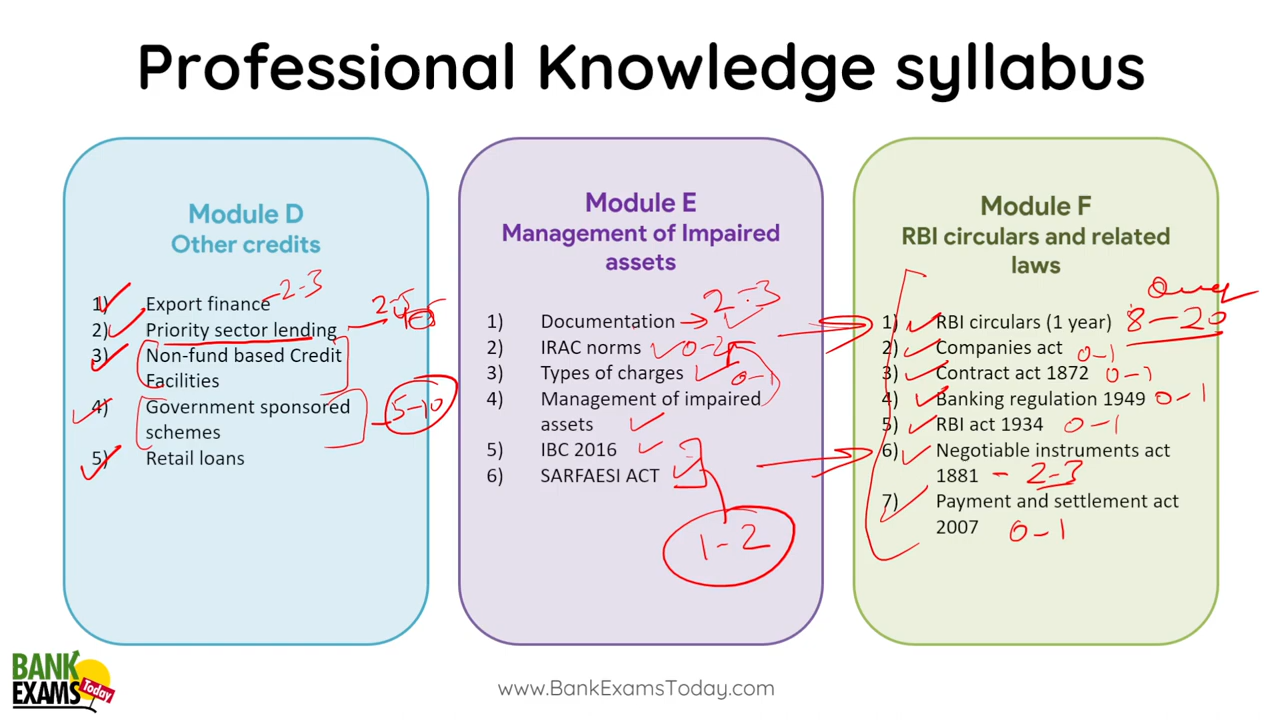 Professional Knowledge syllabus
Module D
Other credits
1) Export finance 2-3
2) Priority sector lending
3) Non-fund based Credit
Facilities
4) Government sponsored
schemes 5-10
5) Retail loans
Module E
Management of Impaired
assets
1) Documentation 2-3
2) IRAC norms 0-2
3) Types of charges 0-1
4) Management of impaired
assets
5) IBC 2016
6) SARFAESI ACT
1-2
Module F
RBI circulars and related
laws
1) RBI circulars (1 year) 8-20
2) Companies act 0-1
3) Contract act 1872 0-1
4) Banking regulation 1949 0-1
5) RBI act 1934 0-1
6) Negotiable instruments act
1881 - 2-3
7) Payment and settlement act
2007 0-1
BANK
EXAMS
Today
www.BankExamsToday.com